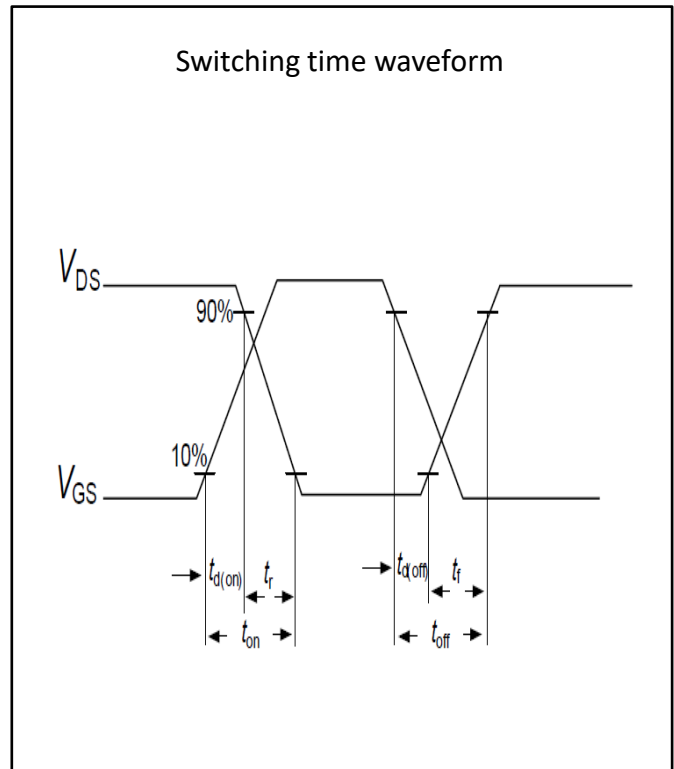 Switching time waveform
VDS
90%
10%
VGS
td(on) tr td(off) tf
ton toff